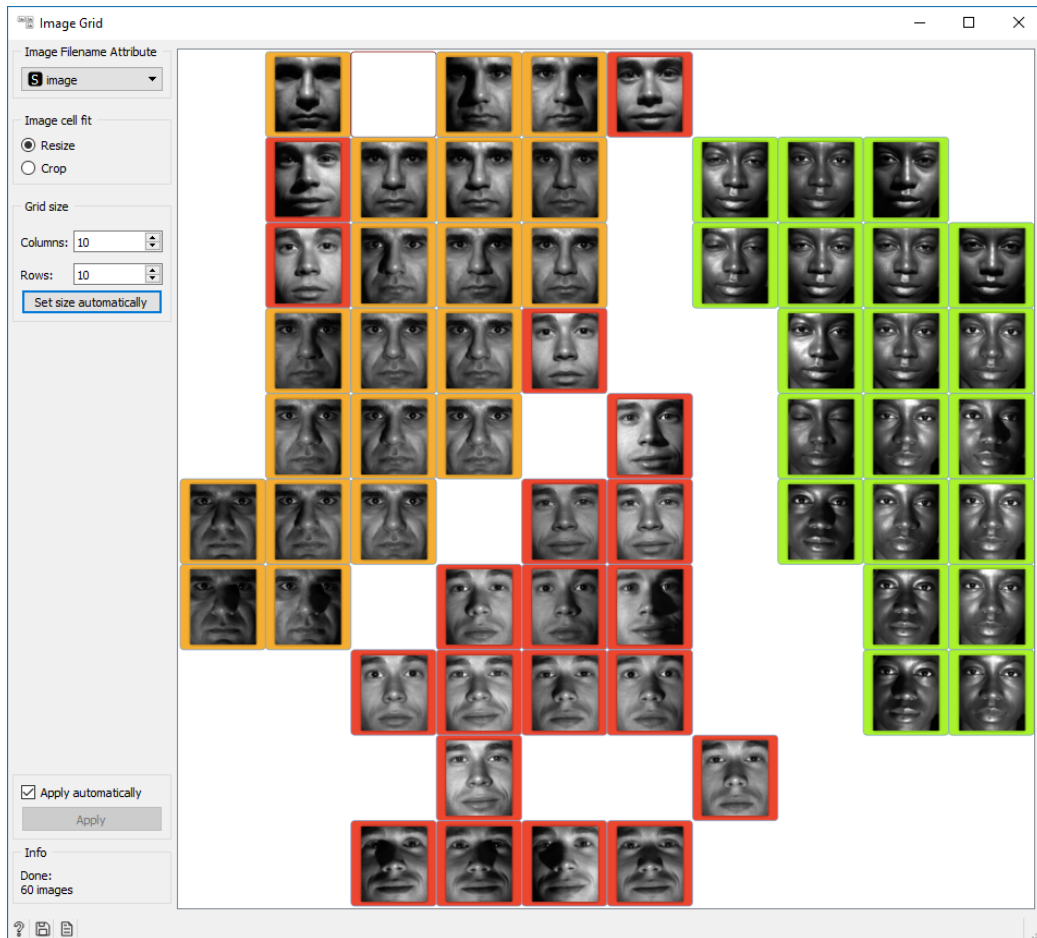 Image Grid
Image Filename Attribute
S image
Image cell fit
Resize
Crop
Grid size
Columns: 10
Rows: 10
Set size automatically
Apply automatically
Apply
Info
Done:
60 images
?